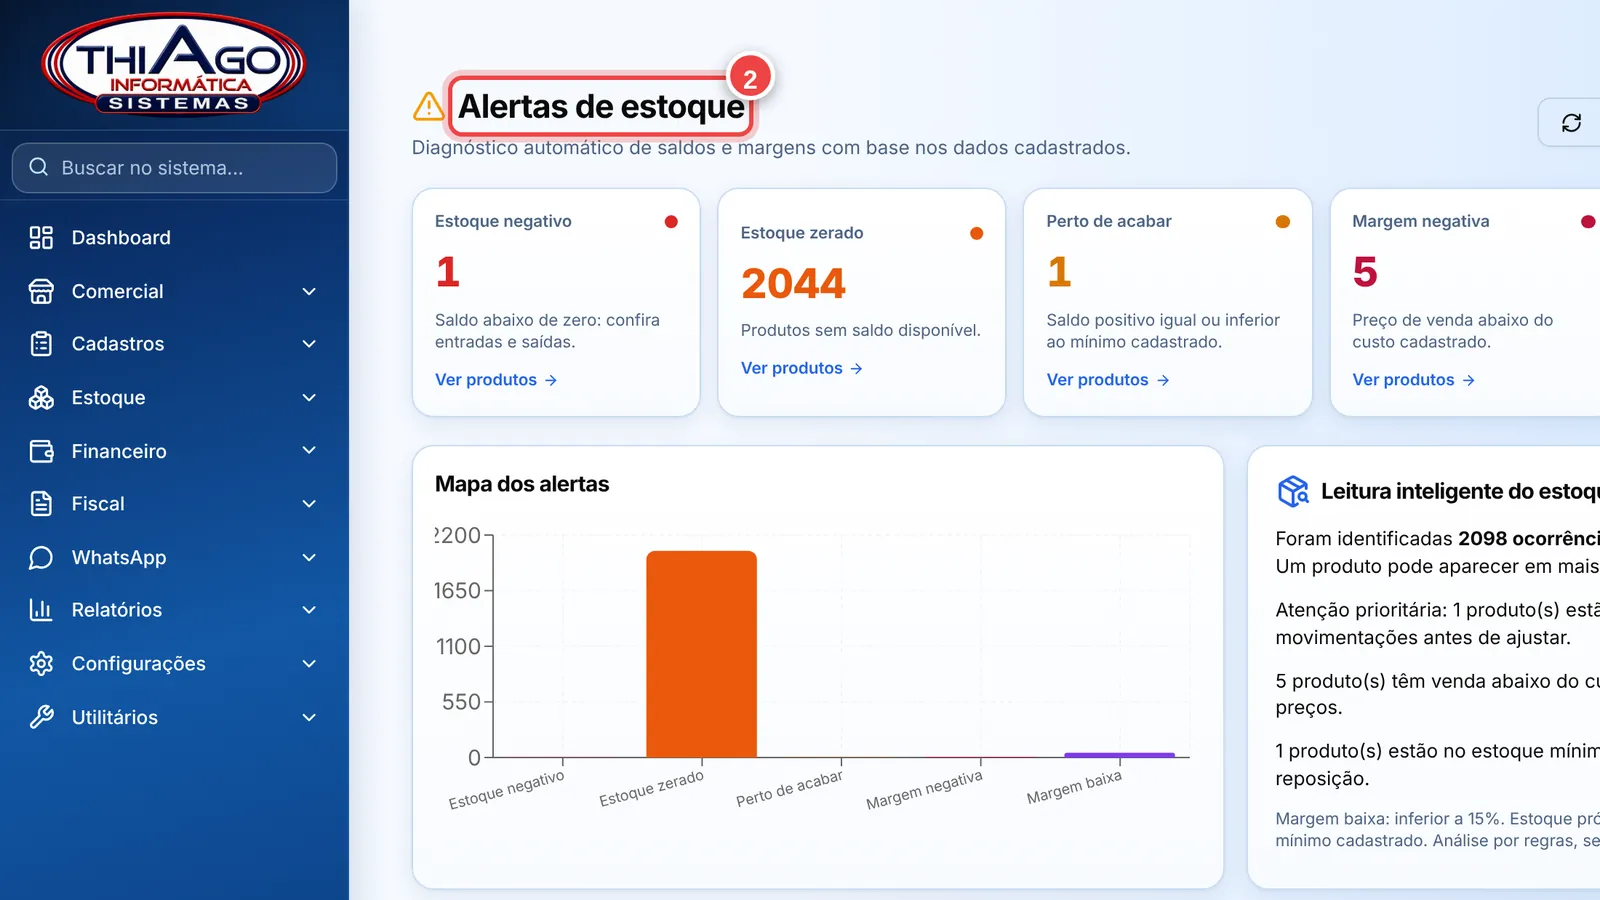 THIAGO
INFORMÁTICA
SISTEMAS
Buscar no sistema...
Dashboard
Comercial
Cadastros
Estoque
Financeiro
Fiscal
WhatsApp
Relatórios
Configurações
Utilitários
2
Alertas de estoque
Diagnóstico automático de saldos e margens com base nos dados cadastrados.
Estoque negativo
1
Saldo abaixo de zero: confira
entradas e saídas.
Ver produtos →
Estoque zerado
2044
Produtos sem saldo disponível.
Ver produtos →
Perto de acabar
1
Saldo positivo igual ou inferior
ao mínimo cadastrado.
Ver produtos →
Margem negativa
5
Preço de venda abaixo do
custo cadastrado.
Ver produtos →
Mapa dos alertas
2200
1650
1100
550
0
Estoque negativo
Estoque zerado
Perto de acabar
Margem negativa
Margem baixa
Leitura inteligente do
Foram identificadas 2098
Um produto pode aparecer em mais
Atenção prioritária: 1 produto(s)
movimentações antes de ajustar.
5 produto(s) têm venda abaixo do
preços.
1 produto(s) estão no estoque
reposição.
Margem baixa: inferior a 15%. Estoque
mínimo cadastrado. Análise por regras,